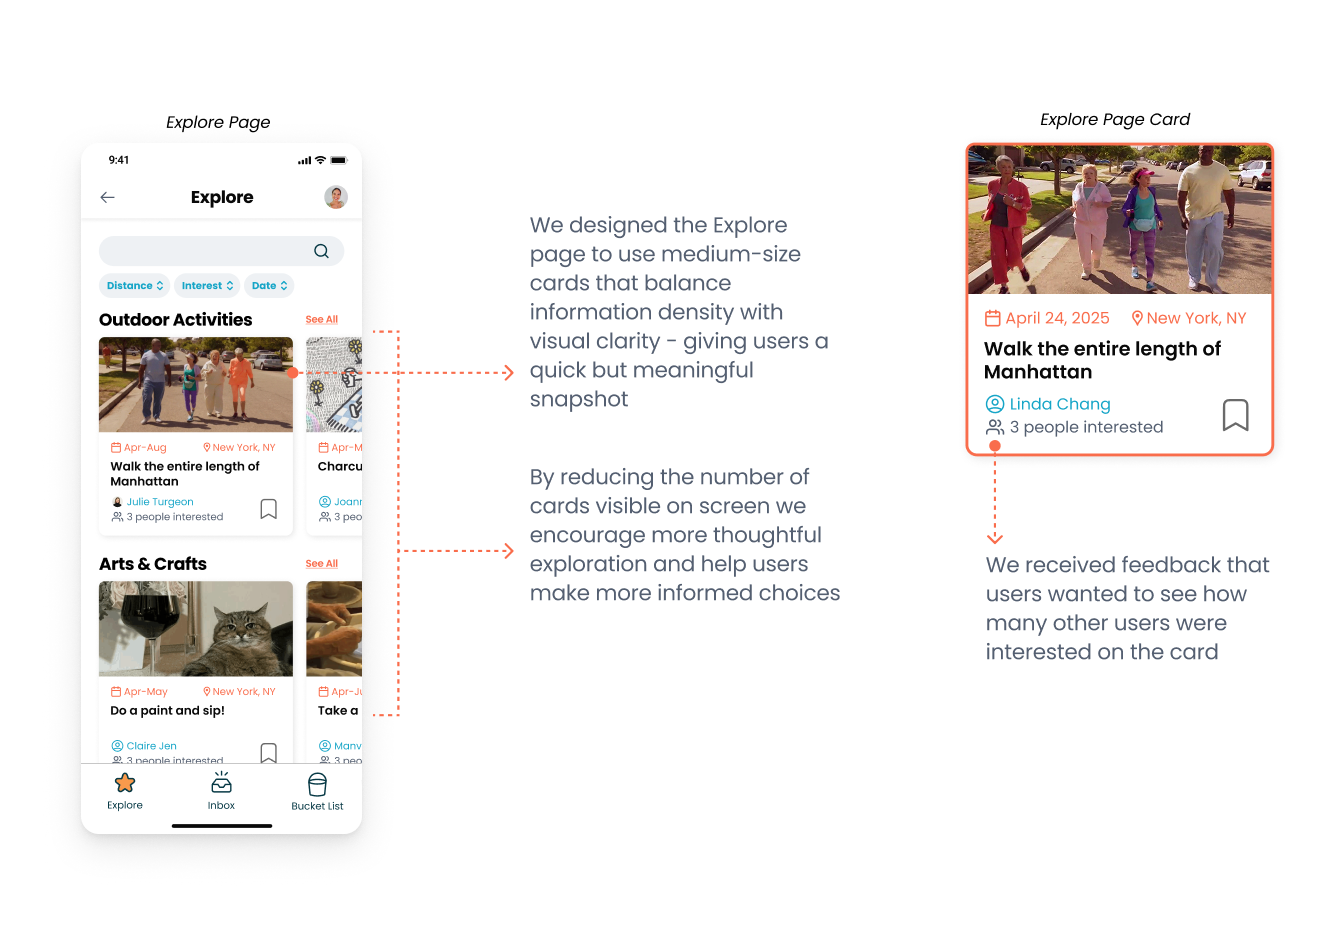 Explore Page
9:41
Explore
Distance
Interest
Date
Outdoor Activities
See All
Apr-Aug
New York, NY
Walk the entire length of
Manhattan
Julie Turgeon
3 people interested
Apr-M
Charcu
Joanr
3 peo
Arts & Crafts
See All
Apr-May
New York, NY
Do a paint and sip!
Claire Jen
3 people interested
Apr-Ju
Take a
Manv
3 peo
Explore
Inbox
Bucket List
We designed the Explore
page to use medium-size
cards that balance
information density with
visual clarity - giving users a
quick but meaningful
snapshot
By reducing the number of
cards visible on screen we
encourage more thoughtful
exploration and help users
make more informed choices
Explore Page Card
April 24, 2025
New York, NY
Walk the entire length of
Manhattan
Linda Chang
3 people interested
We received feedback that
users wanted to see how
many other users were
interested on the card